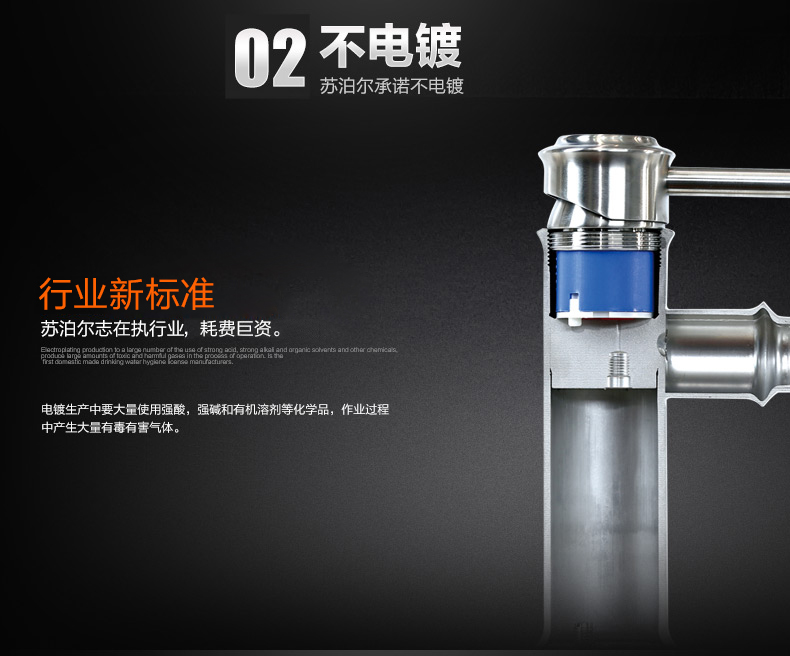 02 不电镀
苏泊尔承诺不电镀
行业新标准
苏泊尔志在执行业，耗费巨资。
Electroplating production to a large number of the use of strong acid, strong alkali and organic solvents and other chemicals,
produce large amounts of toxic and harmful gases in the process of operation. Is the
first domestic made drinking water hygiene license manufacturers.
电镀生产中要大量使用强酸，强碱和有机溶剂等化学品，作业过程
中产生大量有毒有害气体。